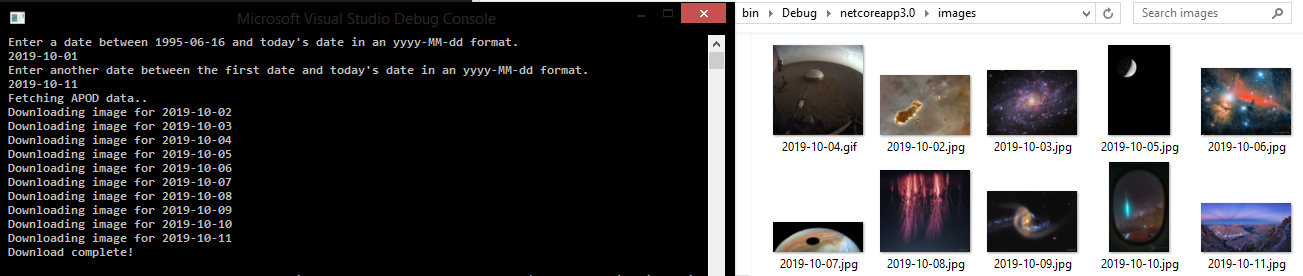 Microsoft Visual Studio Debug Console
Enter a date between 1995-06-16 and today's date in an yyyy-MM-dd format.
2019-10-01
Enter another date between the first date and today's date in an yyyy-MM-dd format.
2019-10-11
Fetching APOD data..
Downloading image for 2019-10-02
Downloading image for 2019-10-03
Downloading image for 2019-10-04
Downloading image for 2019-10-05
Downloading image for 2019-10-06
Downloading image for 2019-10-07
Downloading image for 2019-10-08
Downloading image for 2019-10-09
Downloading image for 2019-10-10
Downloading image for 2019-10-11
Download complete!
bin Debug netcoreapp3.0 images
Search images
2019-10-04.gif 2019-10-02.jpg 2019-10-03.jpg 2019-10-05.jpg 2019-10-06.jpg
2019-10-07.jpg 2019-10-08.jpg 2019-10-09.jpg 2019-10-10.jpg 2019-10-11.jpg